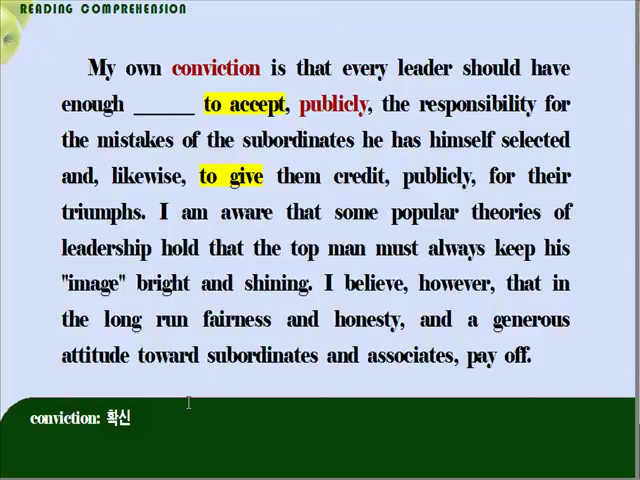 READING COMPREHENSION
My own conviction is that every leader should have
enough ______ to accept, publicly, the responsibility for
the mistakes of the subordinates he has himself selected
and, likewise, to give them credit, publicly, for their
triumphs. I am aware that some popular theories of
leadership hold that the top man must always keep his
"image" bright and shining. I believe, however, that in
the long run fairness and honesty, and a generous
attitude toward subordinates and associates, pay off.
conviction: 확신